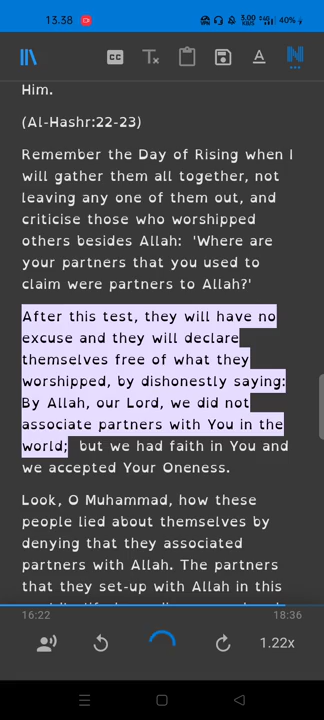 13.38
3,00 KB/s
40%
CC
Tx
A
N
Him.
(Al-Hashr:22-23)
Remember the Day of Rising when I
will gather them all together, not
leaving any one of them out, and
criticise those who worshipped
others besides Allah:  'Where are
your partners that you used to
claim were partners to Allah?'
After this test, they will have no
excuse and they will declare
themselves free of what they
worshipped, by dishonestly saying:
By Allah, our Lord, we did not
associate partners with You in the
world;  but we had faith in You and
we accepted Your Oneness.
Look, O Muhammad, how these
people lied about themselves by
denying that they associated
partners with Allah. The partners
that they set-up with Allah in this
16:22
18:36
1.22x